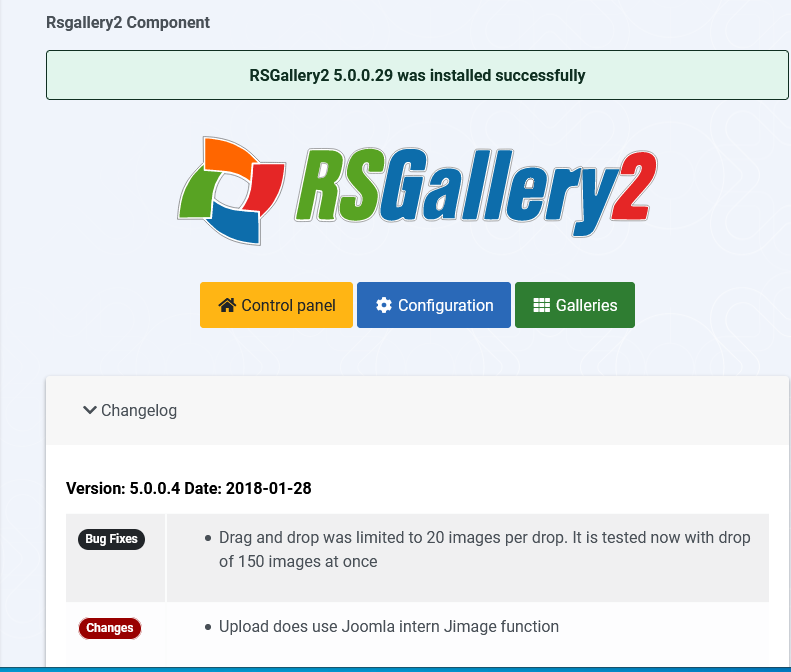 Rsgallery2 Component
RSGallery2 5.0.0.29 was installed successfully
RSGallery2
Control panel Configuration Galleries
Changelog
Version: 5.0.0.4 Date: 2018-01-28
Bug Fixes
Drag and drop was limited to 20 images per drop. It is tested now with drop
of 150 images at once
Changes
Upload does use Joomla intern Jimage function